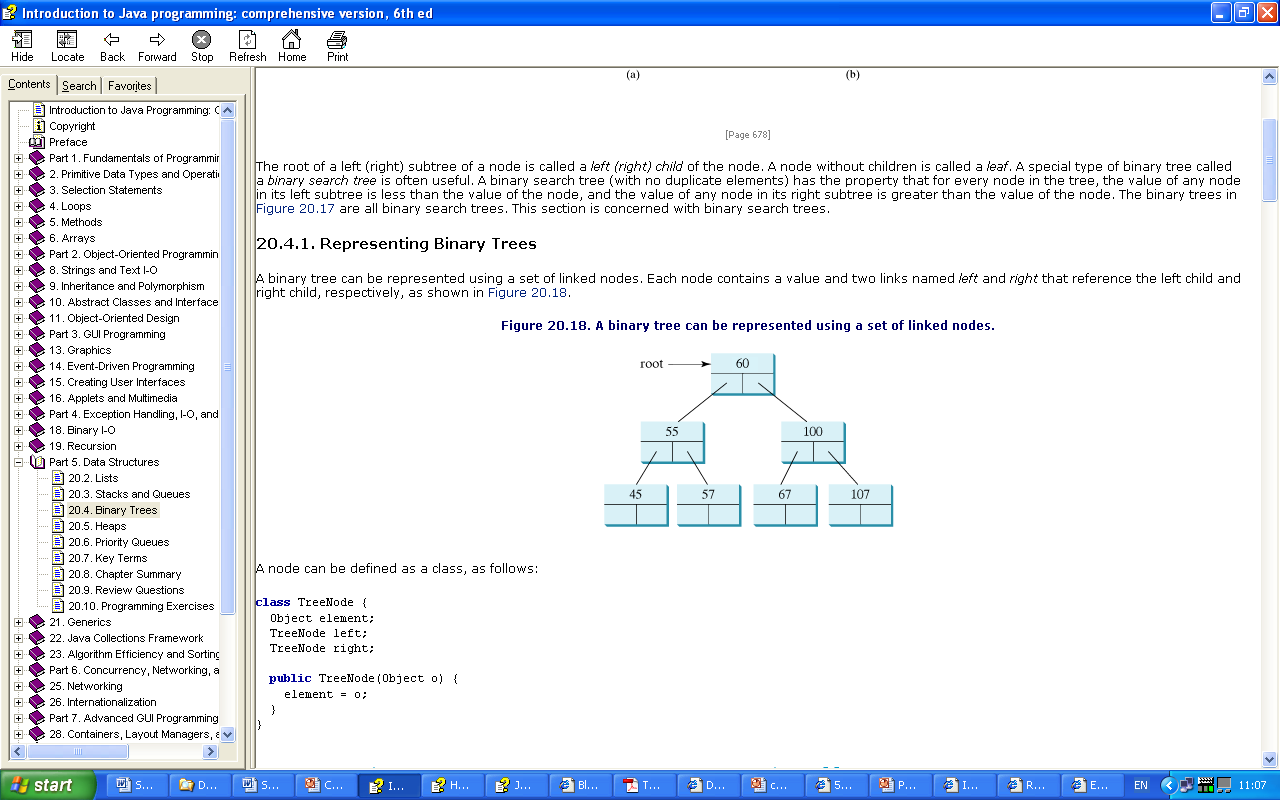 Introduction to Java programming: comprehensive version, 6th ed
Hide Locate Back Forward Stop Refresh Home Print
Contents Search Favorites
Introduction to Java Programming: C
Copyright
Preface
Part 1. Fundamentals of Programmin
2. Primitive Data Types and Operati
3. Selection Statements
4. Loops
5. Methods
6. Arrays
Part 2. Object-Oriented Programmin
8. Strings and Text I-O
9. Inheritance and Polymorphism
10. Abstract Classes and Interface
11. Object-Oriented Design
Part 3. GUI Programming
13. Graphics
14. Event-Driven Programming
15. Creating User Interfaces
16. Applets and Multimedia
Part 4. Exception Handling, I-O, and
18. Binary I-O
19. Recursion
Part 5. Data Structures
20.2. Lists
20.3. Stacks and Queues
20.4. Binary Trees
20.5. Heaps
20.6. Priority Queues
20.7. Key Terms
20.8. Chapter Summary
20.9. Review Questions
20.10. Programming Exercises
21. Generics
22. Java Collections Framework
23. Algorithm Efficiency and Sorting
Part 6. Concurrency, Networking, a
25. Networking
26. Internationalization
Part 7. Advanced GUI Programming
28. Containers, Layout Managers, a
(a) (b)
[Page 678]
The root of a left (right) subtree of a node is called a left (right) child of the node. A node without children is called a leaf. A special type of binary tree called
a binary search tree is often useful. A binary search tree (with no duplicate elements) has the property that for every node in the tree, the value of any node
in its left subtree is less than the value of the node, and the value of any node in its right subtree is greater than the value of the node. The binary trees in
Figure 20.17 are all binary search trees. This section is concerned with binary search trees.
20.4.1. Representing Binary Trees
A binary tree can be represented using a set of linked nodes. Each node contains a value and two links named left and right that reference the left child and
right child, respectively, as shown in Figure 20.18.
Figure 20.18. A binary tree can be represented using a set of linked nodes.
root 60
55 100
45 57 67 107
A node can be defined as a class, as follows:
class TreeNode {
Object element;
TreeNode left;
TreeNode right;
public TreeNode(Object o) {
element = o;
}
}
start S... D... S... C... I... H... J... Bl... T... D... c... 5... P... I... R... E... EN 11:07